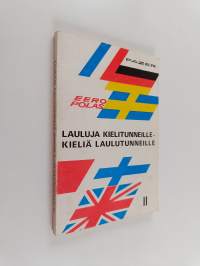 FAZER
EERO
POLAS
LAULUJA KIELITUNNEILLE-
KIELIÄ LAULUTUNNEILLE
II